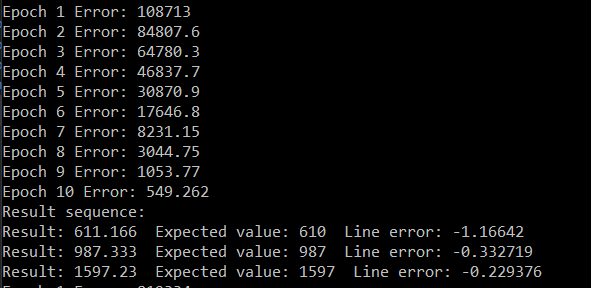 Epoch 1 Error: 108713
Epoch 2 Error: 84807.6
Epoch 3 Error: 64780.3
Epoch 4 Error: 46837.7
Epoch 5 Error: 30870.9
Epoch 6 Error: 17646.8
Epoch 7 Error: 8231.15
Epoch 8 Error: 3044.75
Epoch 9 Error: 1053.77
Epoch 10 Error: 549.262
Result sequence:
Result: 611.166  Expected value: 610  Line error: -1.16642
Result: 987.333  Expected value: 987  Line error: -0.332719
Result: 1597.23  Expected value: 1597  Line error: -0.229376